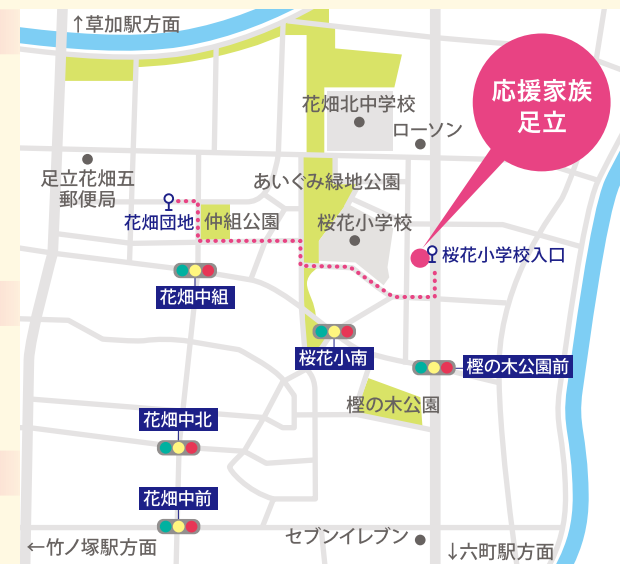 ↑草加駅方面
応援家族
足立
花畑北中学校
ローソン
足立花畑五
郵便局
あいぐみ緑地公園
花畑団地
仲組公園
桜花小学校
桜花小学校入口
花畑中組
桜花小南
樫の木公園前
樫の木公園
花畑中北
花畑中前
←竹ノ塚駅方面
セブンイレブン
↓六町駅方面